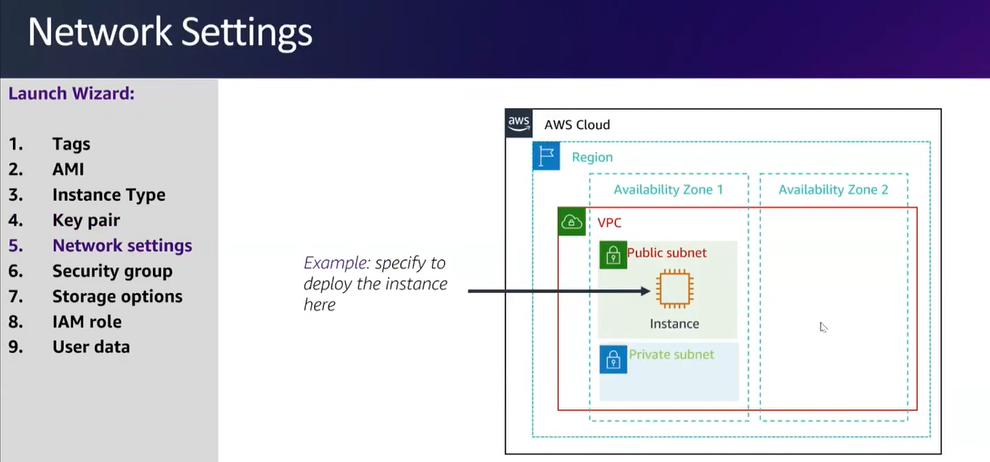 Network Settings
Launch Wizard:
1. Tags
2. AMI
3. Instance Type
4. Key pair
5. Network settings
6. Security group
7. Storage options
8. IAM role
9. User data
Example: specify to
deploy the instance
here
aws
AWS Cloud
Region
Availability Zone 1
Availability Zone 2
VPC
Public subnet
Instance
Private subnet